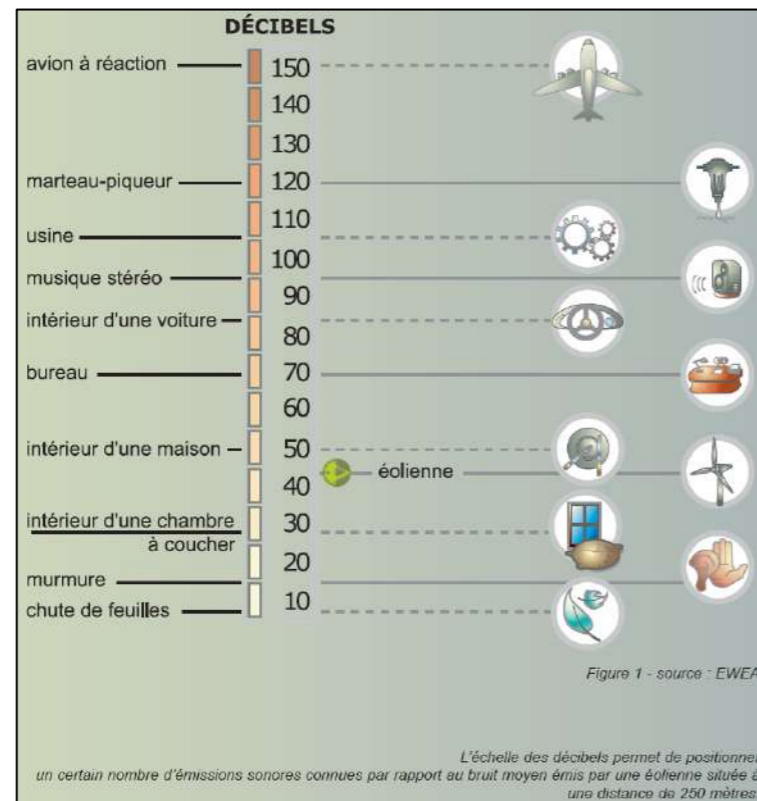 DÉCIBELS
avion à réaction 150
140
130
marteau-piqueur 120
110
usine
100
musique stéréo
90
intérieur d'une voiture
80
bureau 70
60
intérieur d'une maison 50
éolienne
40
intérieur d'une chambre 30
à coucher
20
murmure
chute de feuilles 10
Figure 1 - source : EWEA
L'échelle des décibels permet de positionner
un certain nombre d'émissions sonores connues par rapport au bruit moyen émis par une éolienne située à
une distance de 250 mètres